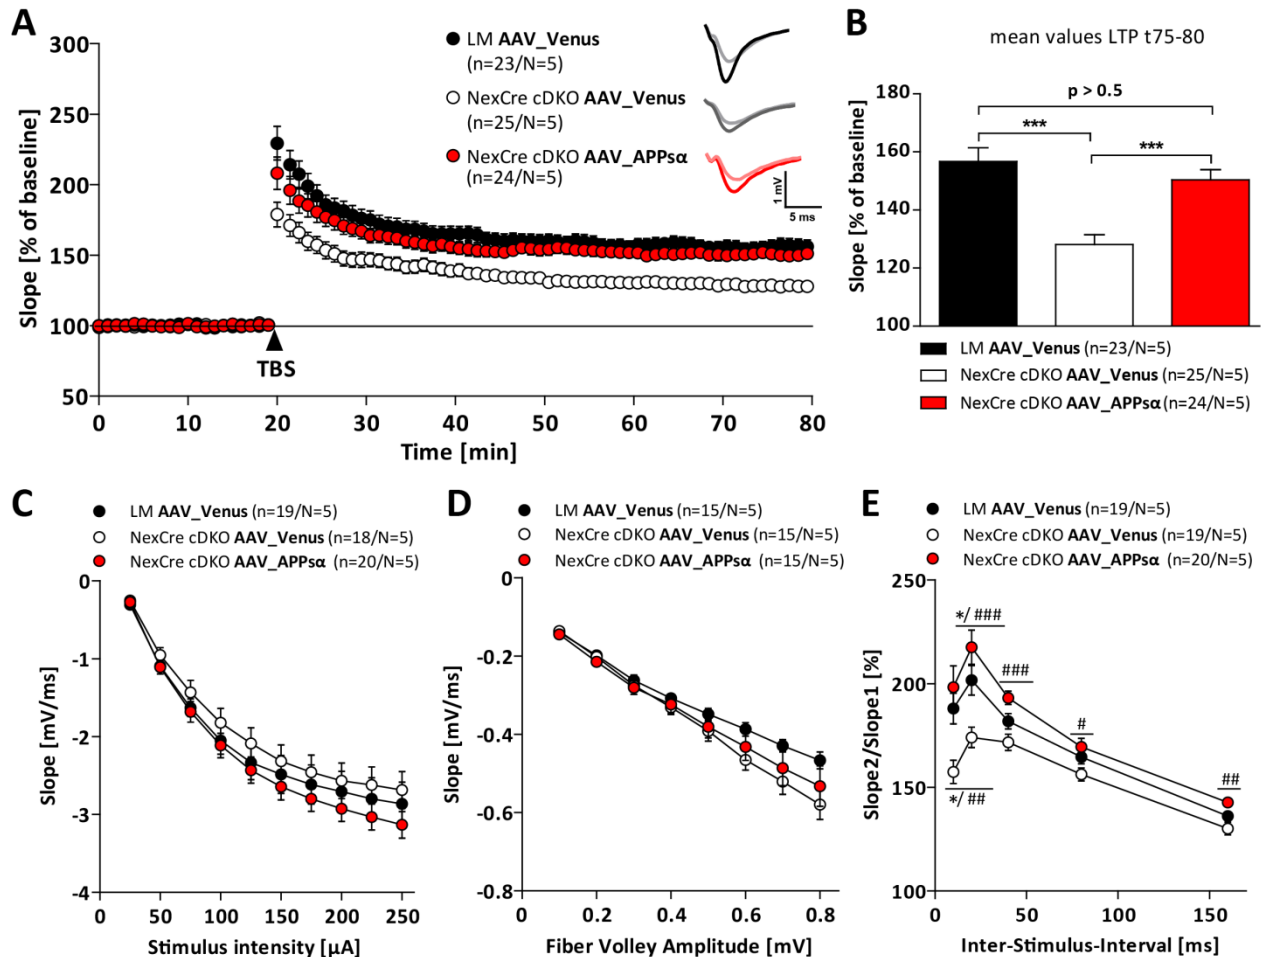 A
300
250
200
150
100
50
Slope [% of baseline]
LM AAV_Venus
(n=23/N=5)
NexCre cDKO AAV_Venus
(n=25/N=5)
NexCre cDKO AAV_APPsα
(n=24/N=5)
1 mV
5 ms
TBS
0 10 20 30 40 50 60 70 80
Time [min]
B
mean values LTP t75-80
180
160
140
120
100
Slope [% of baseline]
p > 0.5
***
***
LM AAV_Venus (n=23/N=5)
NexCre cDKO AAV_Venus (n=25/N=5)
NexCre cDKO AAV_APPsα (n=24/N=5)
C
LM AAV_Venus (n=19/N=5)
NexCre cDKO AAV_Venus (n=18/N=5)
NexCre cDKO AAV_APPsα (n=20/N=5)
0
-1
-2
-3
-4
Slope [mV/ms]
0 50 100 150 200 250
Stimulus intensity [µA]
D
LM AAV_Venus (n=15/N=5)
NexCre cDKO AAV_Venus (n=15/N=5)
NexCre cDKO AAV_APPsα (n=15/N=5)
0
-0.2
-0.4
-0.6
-0.8
Slope [mV/ms]
0 0.2 0.4 0.6 0.8
Fiber Volley Amplitude [mV]
E
LM AAV_Venus (n=19/N=5)
NexCre cDKO AAV_Venus (n=19/N=5)
NexCre cDKO AAV_APPsα (n=20/N=5)
250
200
150
100
Slope2/Slope1 [%]
*/ ###
###
#
##
*/ ##
0 50 100 150
Inter-Stimulus-Interval [ms]